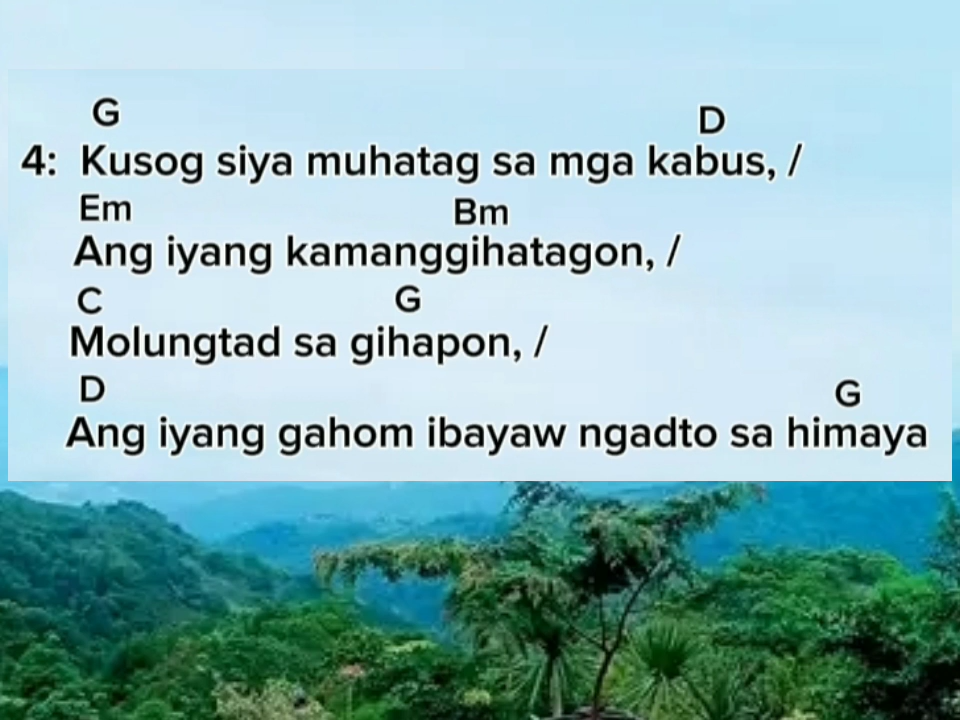 G D
4: Kusog siya muhatag sa mga kabus, /
Em Bm
Ang iyang kamanggihatagon, /
C G
Molungtad sa gihapon, /
D G
Ang iyang gahom ibayaw ngadto sa himaya